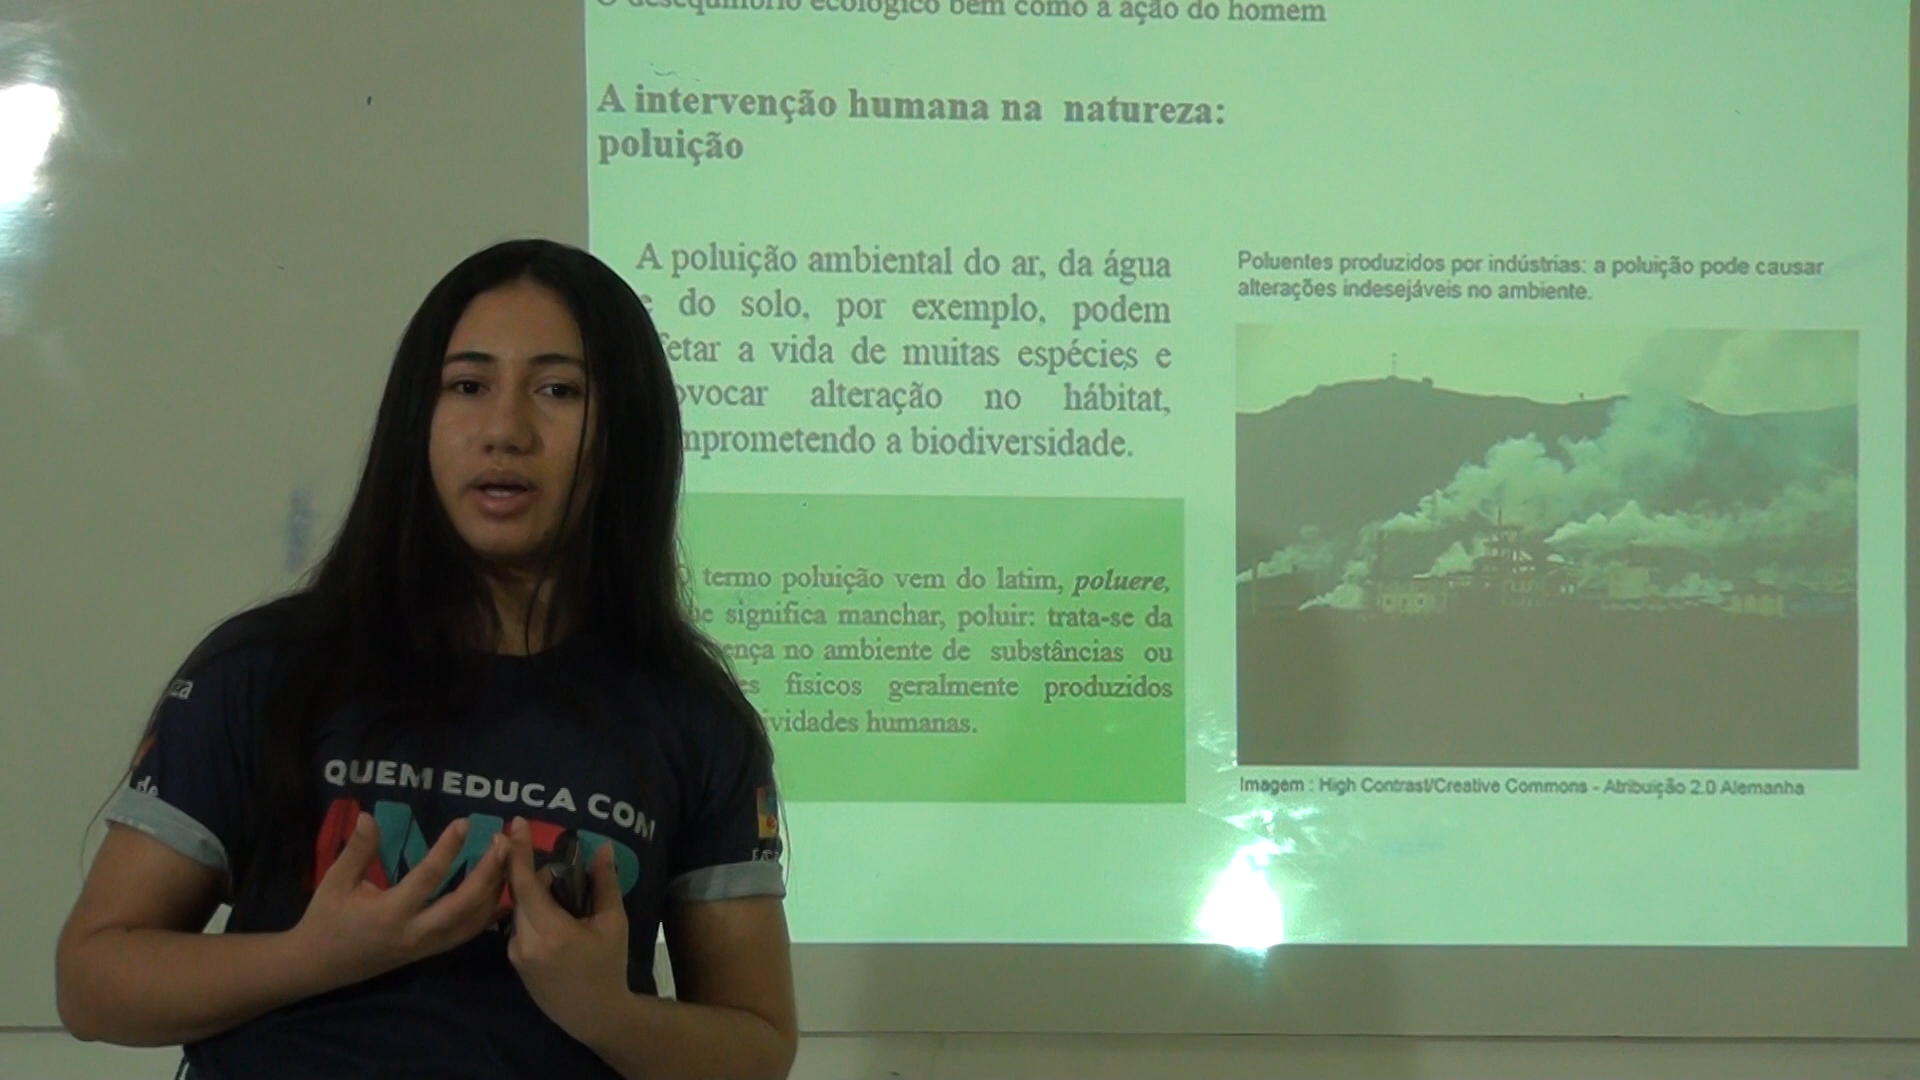 O desequilíbrio ecológico bem como a ação do homem
A intervenção humana na natureza:
poluição
A poluição ambiental do ar, da água
do solo, por exemplo, podem
etar a vida de muitas espécies e
ovocar alteração no hábitat,
mprometendo a biodiversidade.
termo poluição vem do latim, poluere,
significa manchar, poluir: trata-se da
ença no ambiente de substâncias ou
es físicos geralmente produzidos
ividades humanas.
Poluentes produzidos por indústrias: a poluição pode causar
alterações indesejáveis no ambiente.
Imagem : High Contrast/Creative Commons - Atribuição 2.0 Alemanha
QUEM EDUCA COM
za
de